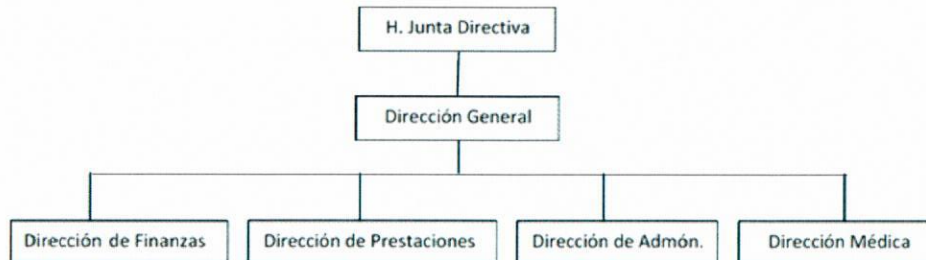 H. Junta Directiva
Dirección General
Dirección de Finanzas
Dirección de Prestaciones
Dirección de Admón.
Dirección Médica